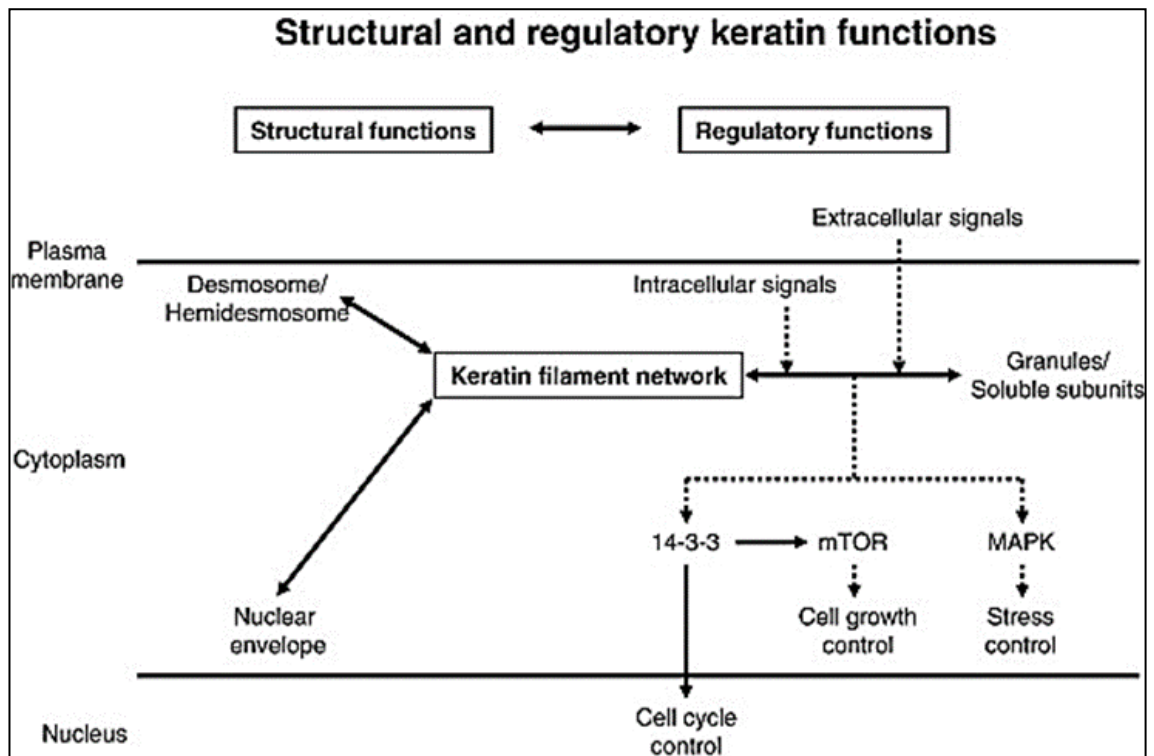 Structural and regulatory keratin functions
Structural functions
Regulatory functions
Extracellular signals
Plasma
membrane
Desmosome/
Hemidesmosome
Intracellular signals
Keratin filament network
Granules/
Soluble subunits
Cytoplasm
14-3-3
mTOR
MAPK
Nuclear
envelope
Cell growth
control
Stress
control
Nucleus
Cell cycle
control